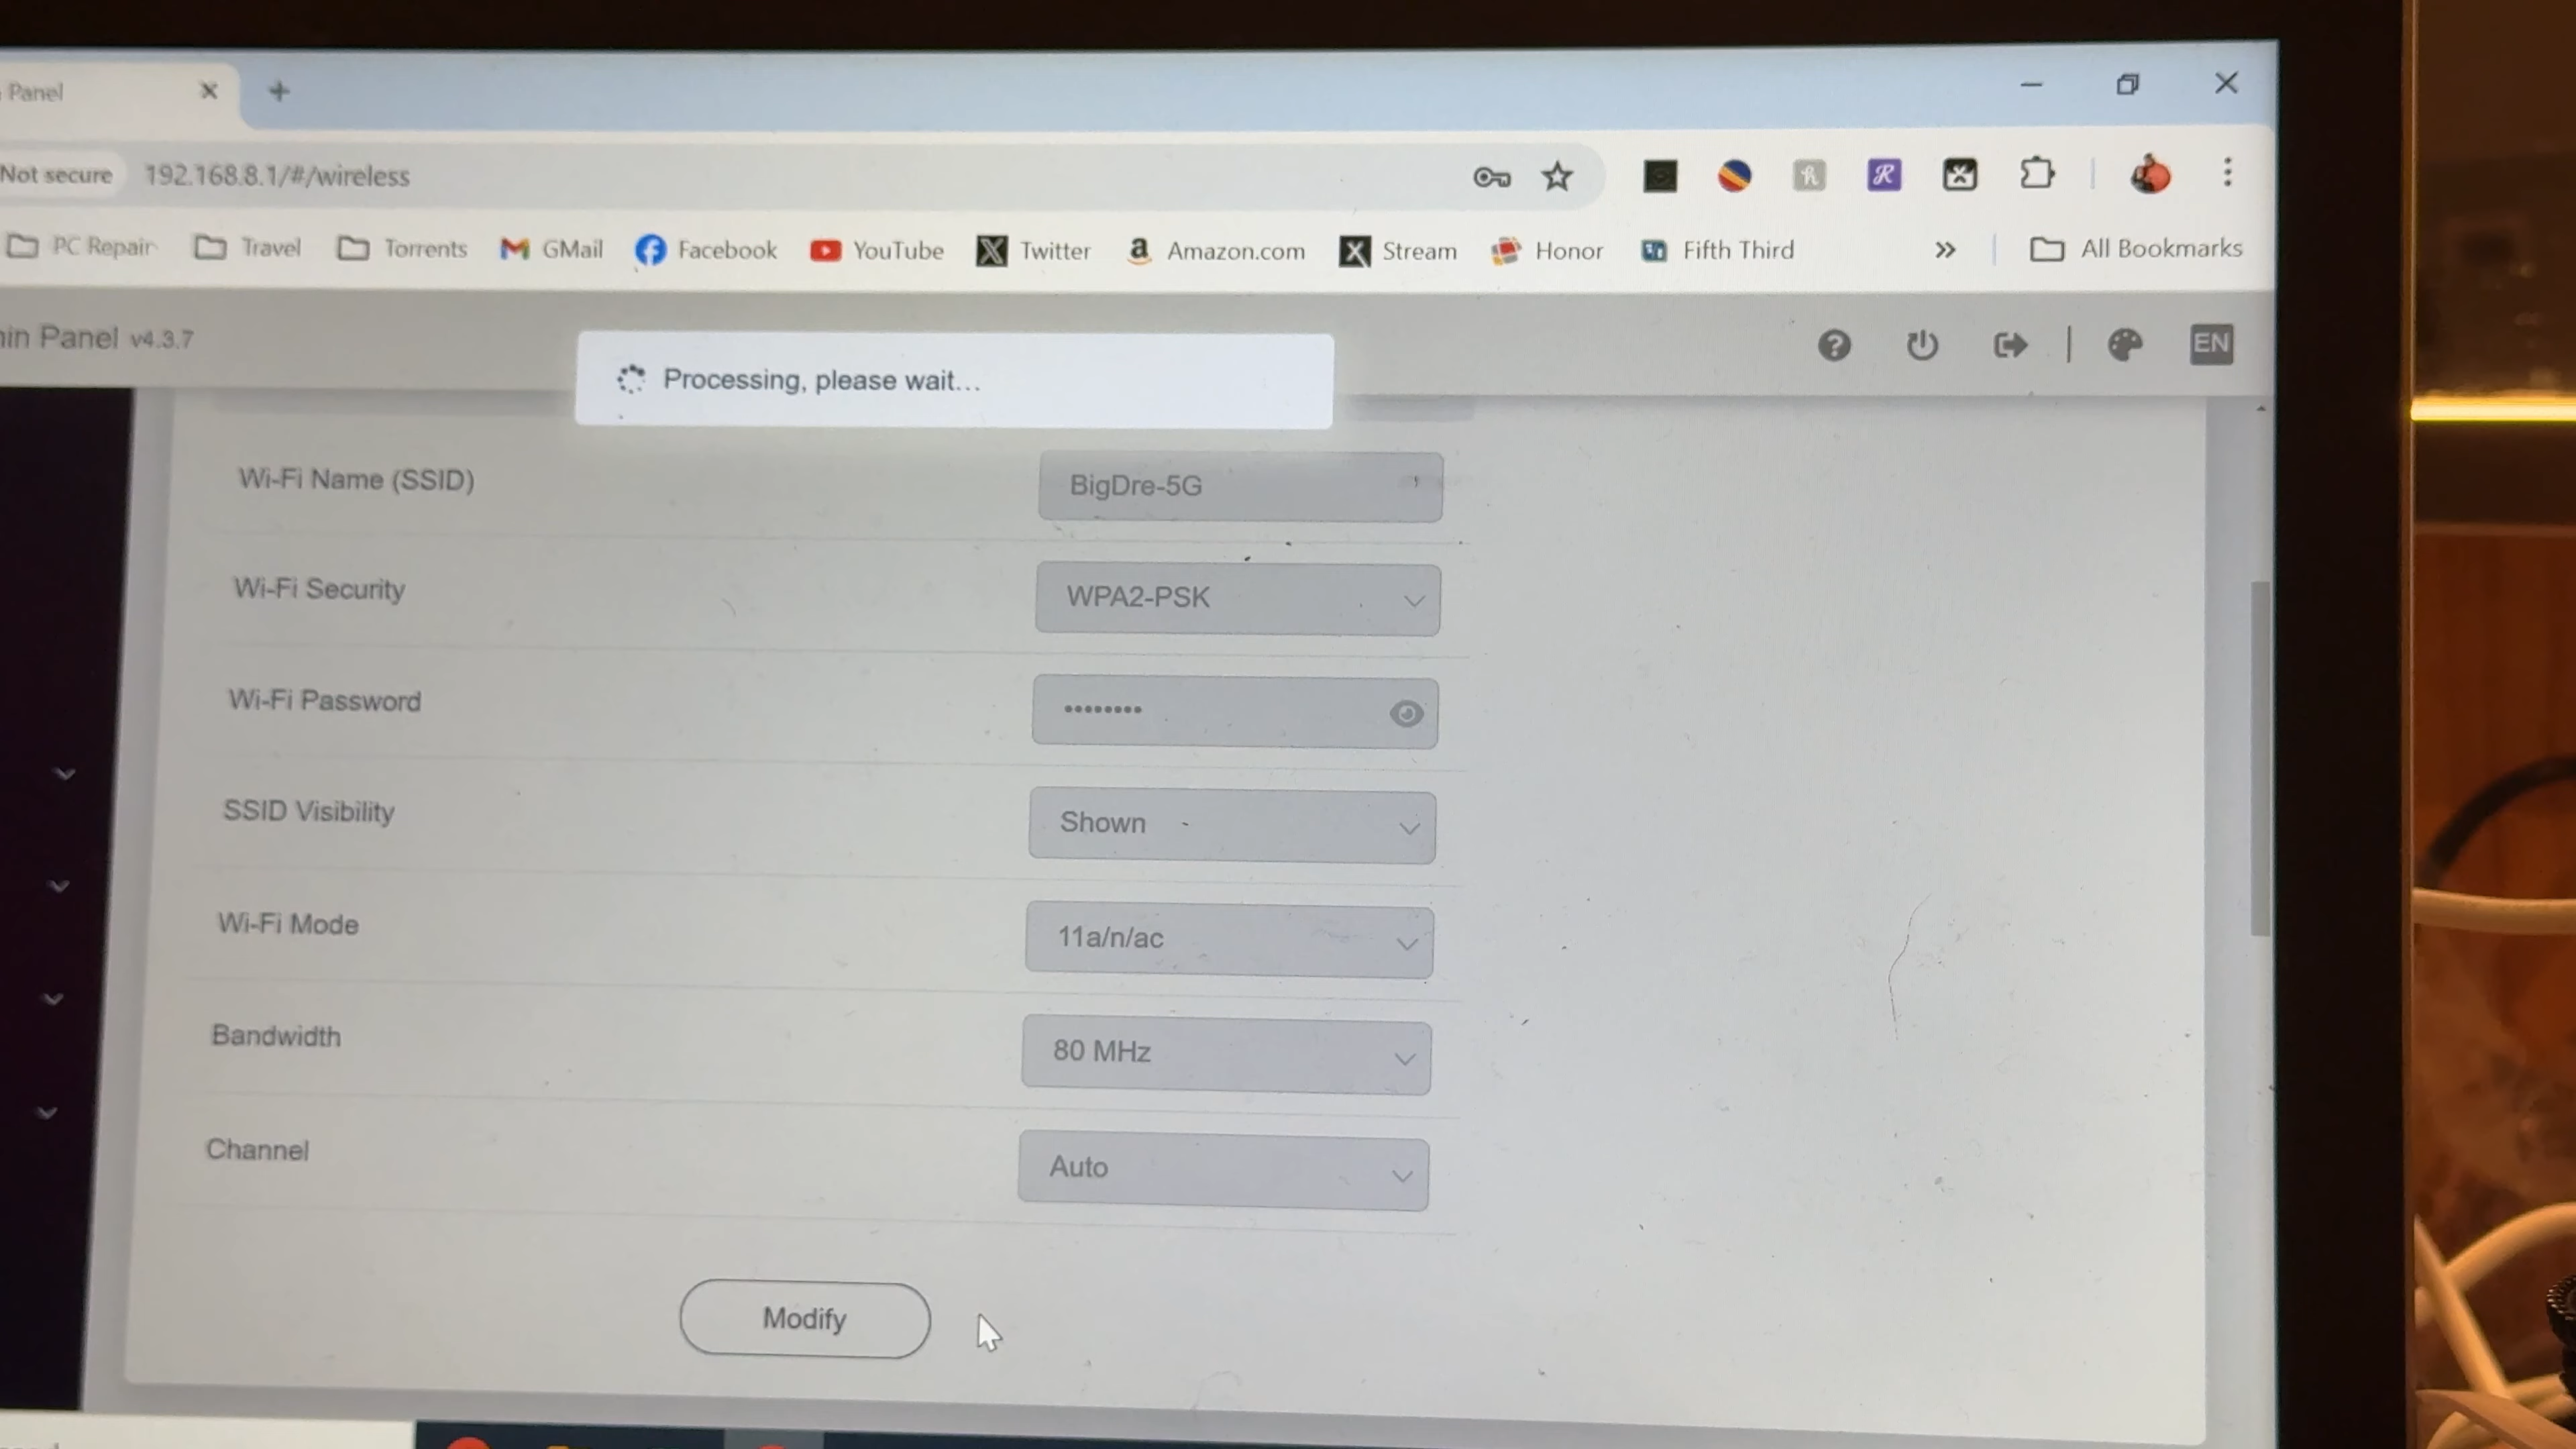 Panel
Not secure 192.168.8.1/#/wireless
PC Repair Travel Torrents GMail Facebook YouTube Twitter Amazon.com Stream Honor Fifth Third All Bookmarks
in Panel v4.3.7 EN
Processing, please wait...
Wi-Fi Name (SSID) BigDre-5G
Wi-Fi Security WPA2-PSK
Wi-Fi Password ••••••••
SSID Visibility Shown
Wi-Fi Mode 11a/n/ac
Bandwidth 80 MHz
Channel Auto
Modify